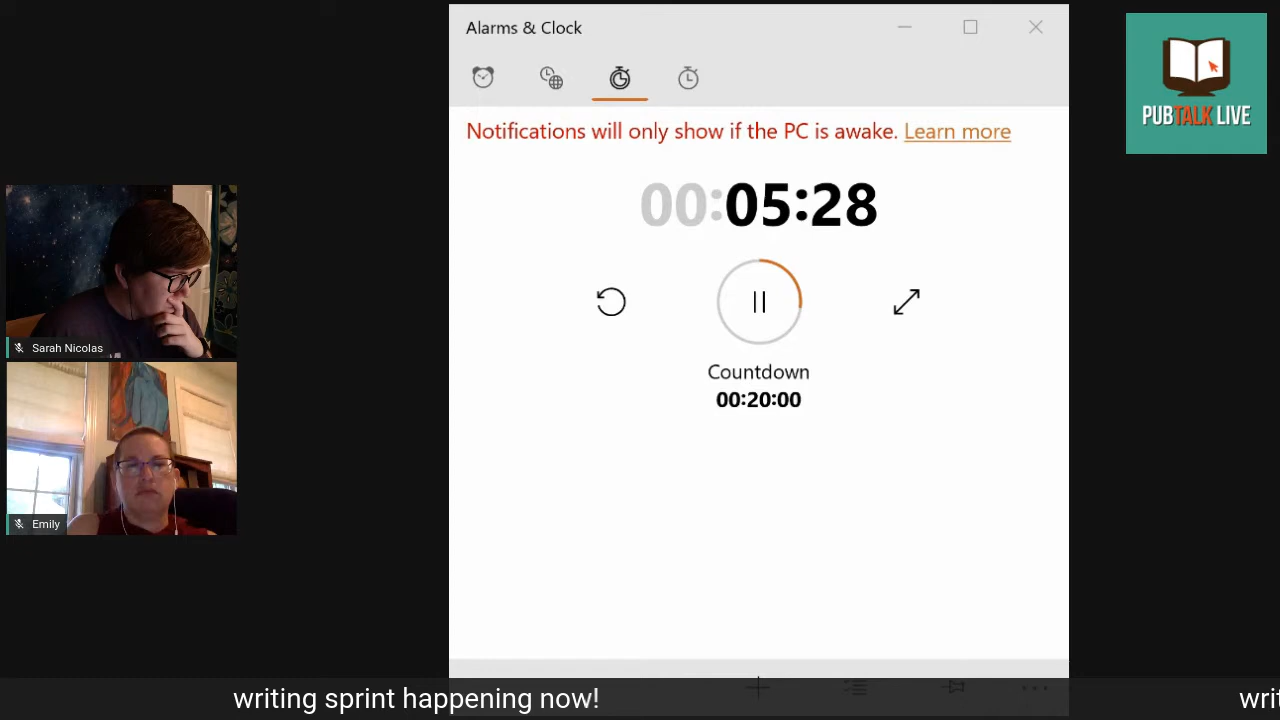 Alarms & Clock
Notifications will only show if the PC is awake. Learn more
00:05:28
Countdown
00:20:00
PUBTALK LIVE
Sarah Nicolas
Emily
writing sprint happening now!
writ